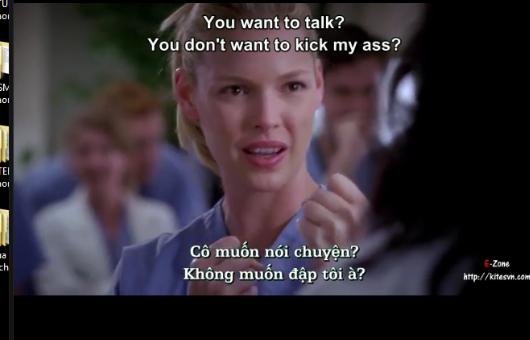 You want to talk?
You don't want to kick my ass?
Cô muốn nói chuyện?
Không muốn đập tôi à?
E-Zone
http://kitesvn.com